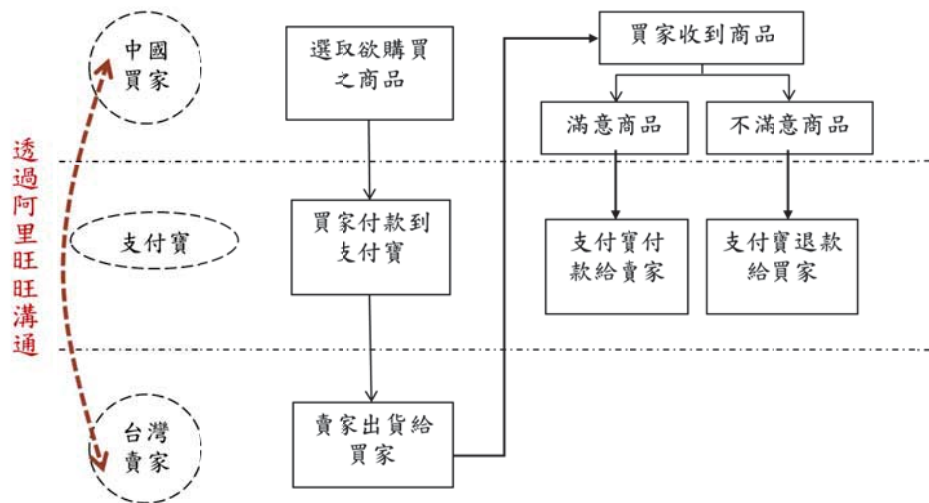 中國
買家
選取欲購買
之商品
買家收到商品
滿意商品
不滿意商品
透過阿里旺旺溝通
支付寶
買家付款到
支付寶
支付寶付
款給賣家
支付寶退款
給買家
台灣
賣家
賣家出貨給
買家